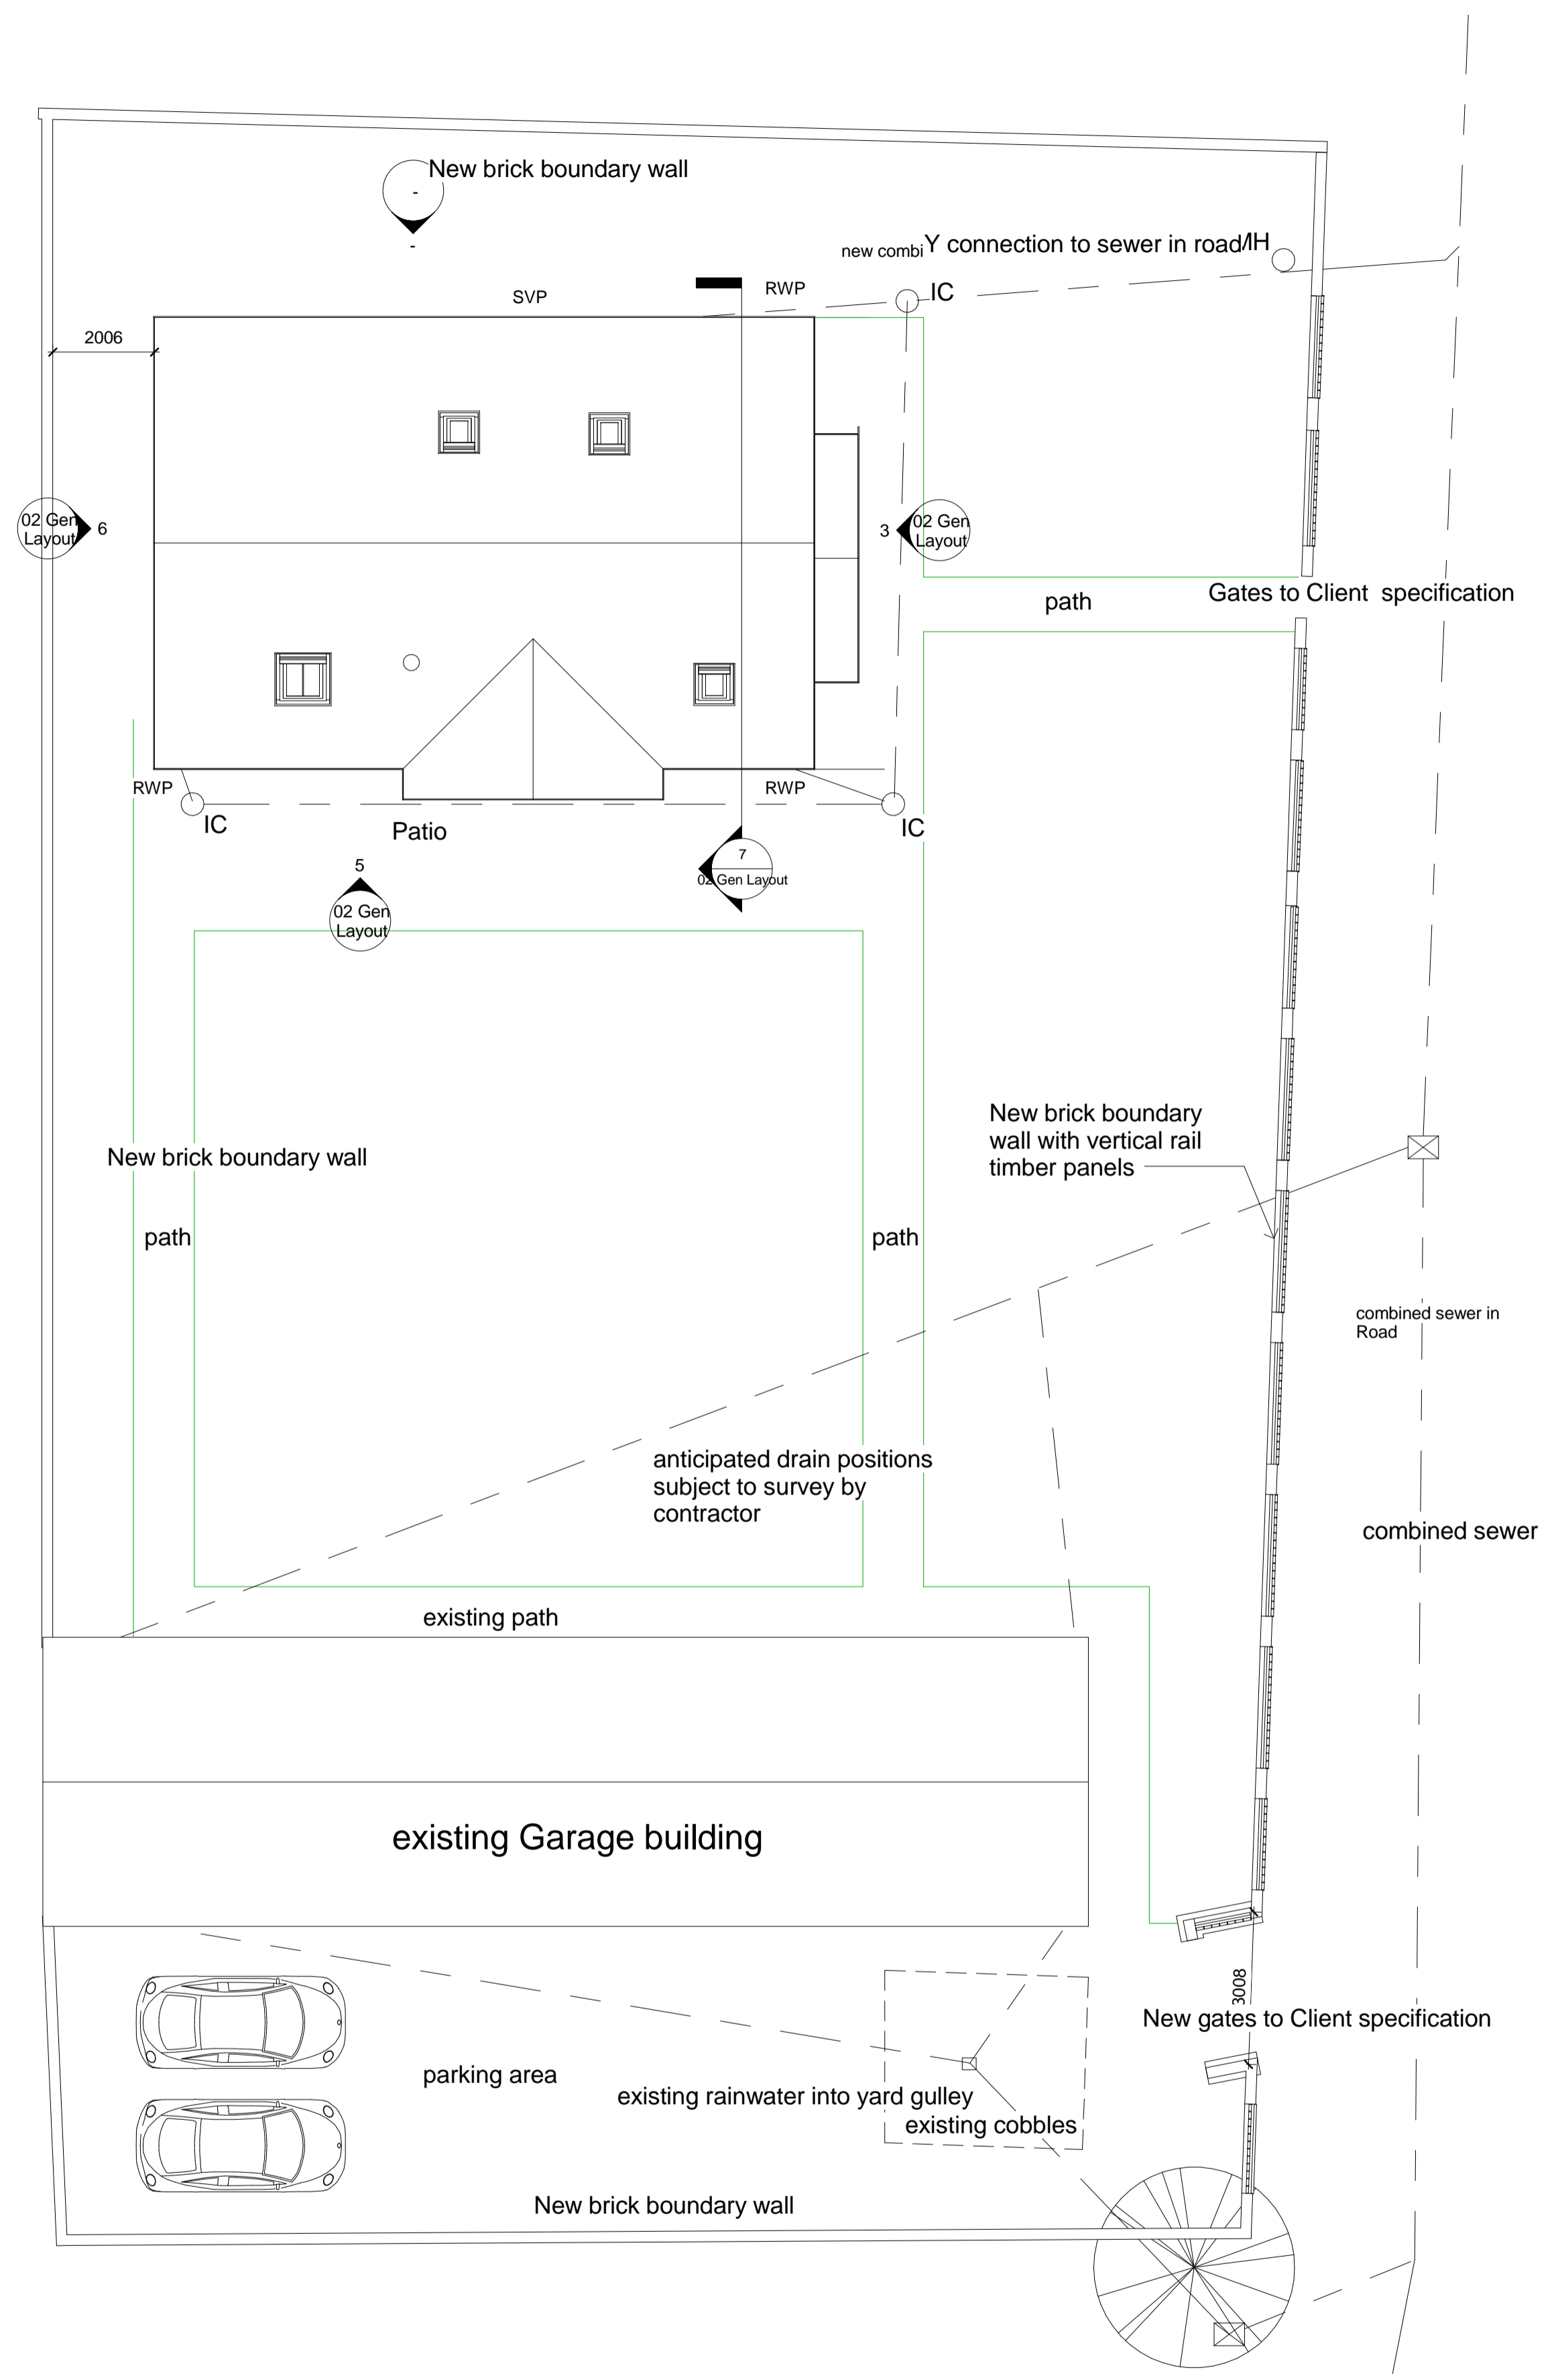 New brick boundary wall
-
-
new combi
Y connection to sewer in road
MH
SVP
RWP
IC
2006
02 Gen
Layout
6
3
02 Gen
Layout
Gates to Client  specification
path
RWP
RWP
IC
Patio
IC
5
02 Gen
Layout
7
02 Gen Layout
New brick boundary
wall with vertical rail
timber panels
New brick boundary wall
path
path
combined sewer in
Road
anticipated drain positions
subject to survey by
contractor
combined sewer
existing path
existing Garage building
3008
New gates to Client specification
parking area
existing rainwater into yard gulley
existing cobbles
New brick boundary wall